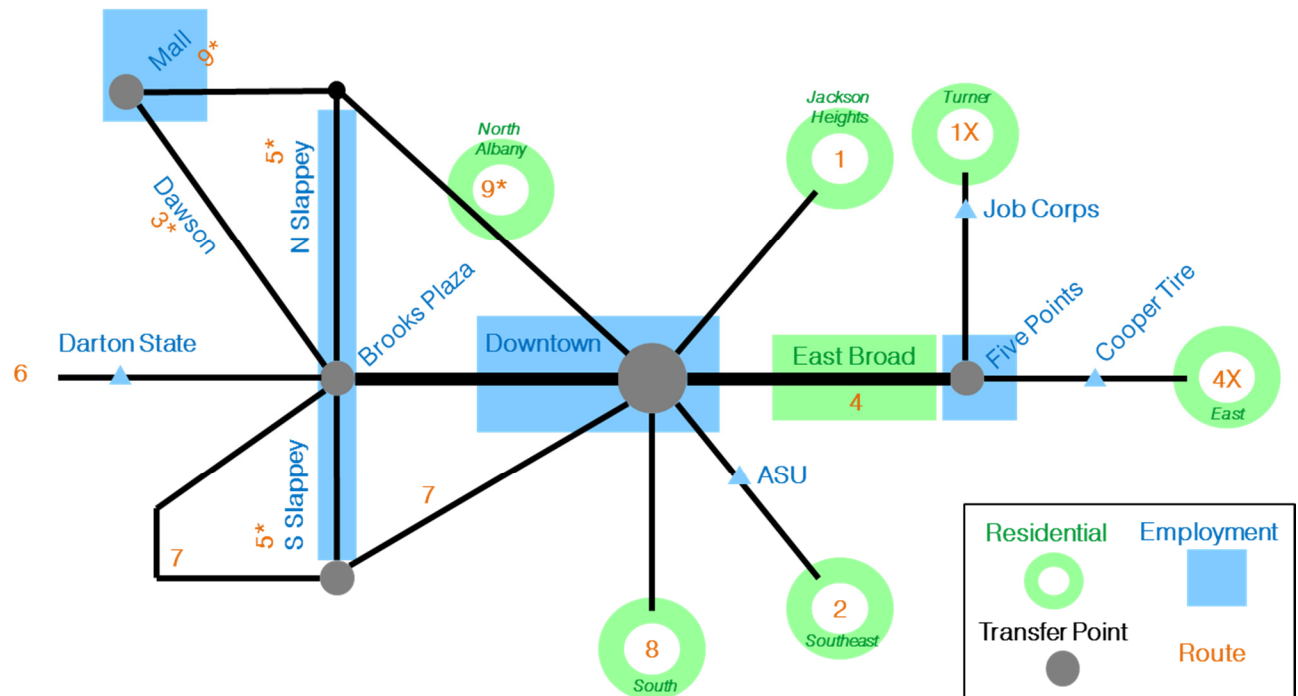 Mall
9*
5*
N Slappey
Dawson
3*
North
Albany
9*
Jackson
Heights
1
Turner
1X
Job Corps
Brooks Plaza
Darton State
6
Downtown
East Broad
4
Five Points
Cooper Tire
4X
East
S Slappey
5*
7
7
ASU
2
Southeast
8
South
Residential
Employment
Transfer Point
Route